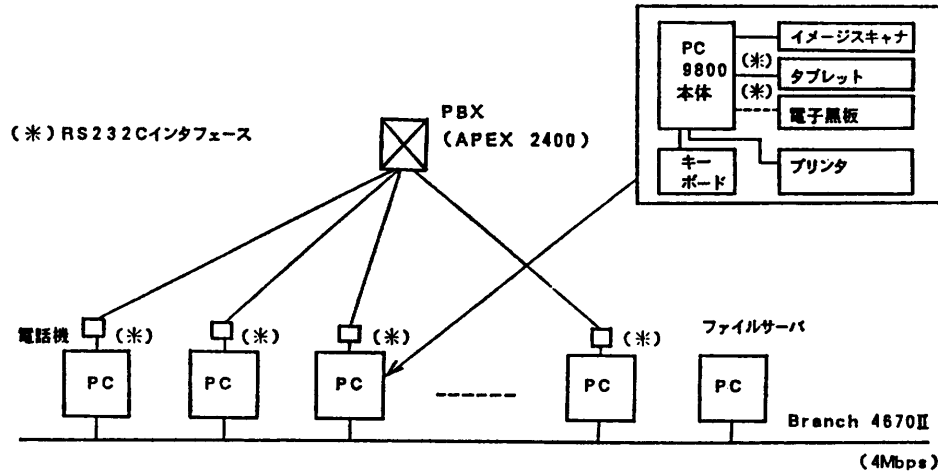 (※)RS232Cインタフェース
PBX
(APEX 2400)
PC
9800
本体
(※)
(※)
イメージスキャナ
タブレット
電子黒板
キー
ボード
プリンタ
電話機
(※)
(※)
(※)
(※)
ファイルサーバ
PC
PC
PC
PC
PC
Branch 4670Ⅱ
(4Mbps)